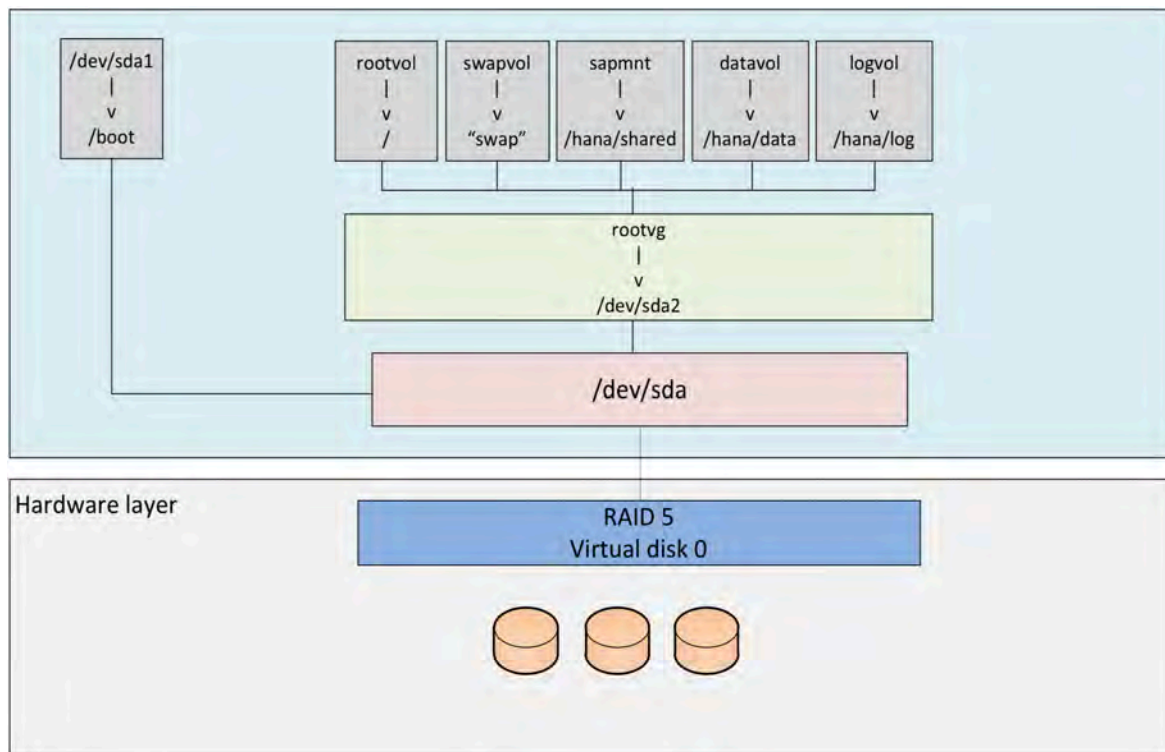 /dev/sda1
|
v
/boot
rootvol
|
v
/
swapvol
|
v
“swap”
sapmnt
|
v
/hana/shared
datavol
|
v
/hana/data
logvol
|
v
/hana/log
rootvg
|
v
/dev/sda2
/dev/sda
Hardware layer
RAID 5
Virtual disk 0